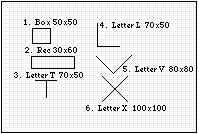 1. Box 50x50
2. Rec 30x60
3. Letter T 70x50
4. Letter L 70x50
5. Letter V 80x80
6. Letter X 100x100